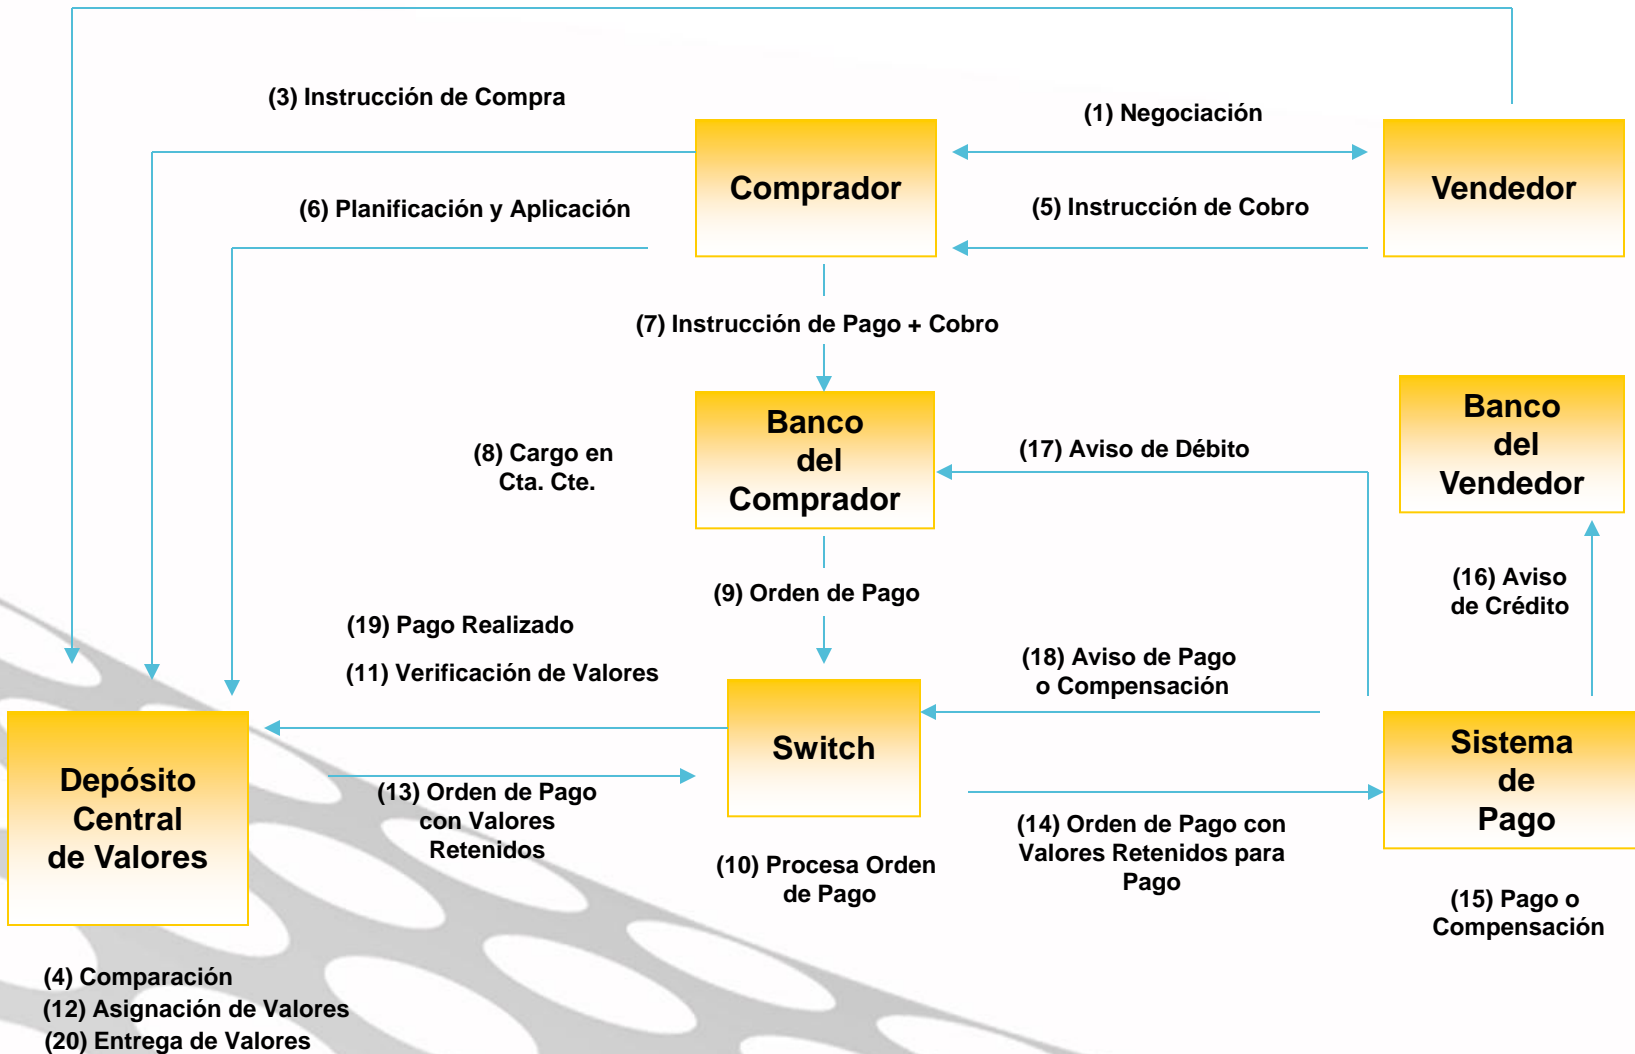 (3) Instrucción de Compra
(1) Negociación
Comprador
Vendedor
(6) Planificación y Aplicación
(5) Instrucción de Cobro
(7) Instrucción de Pago + Cobro
Banco
del
Comprador
Banco
del
Vendedor
(8) Cargo en
Cta. Cte.
(17) Aviso de Débito
(9) Orden de Pago
(16) Aviso
de Crédito
(19) Pago Realizado
(11) Verificación de Valores
(18) Aviso de Pago
o Compensación
Depósito
Central
de Valores
Switch
Sistema
de
Pago
(13) Orden de Pago
con Valores
Retenidos
(14) Orden de Pago con
Valores Retenidos para
Pago
(10) Procesa Orden
de Pago
(15) Pago o
Compensación
(4) Comparación
(12) Asignación de Valores
(20) Entrega de Valores